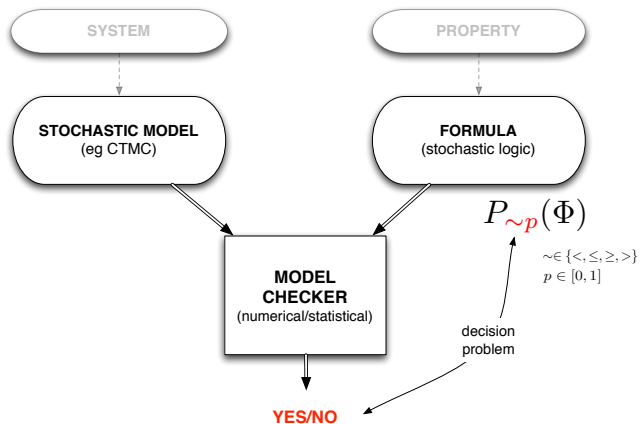 SYSTEM
PROPERTY
STOCHASTIC MODEL
(eg CTMC)
FORMULA
(stochastic logic)
P∼p(Φ)
∼∈ {<, ≤, ≥, >}
p ∈ [0, 1]
MODEL
CHECKER
(numerical/statistical)
decision
problem
YES/NO